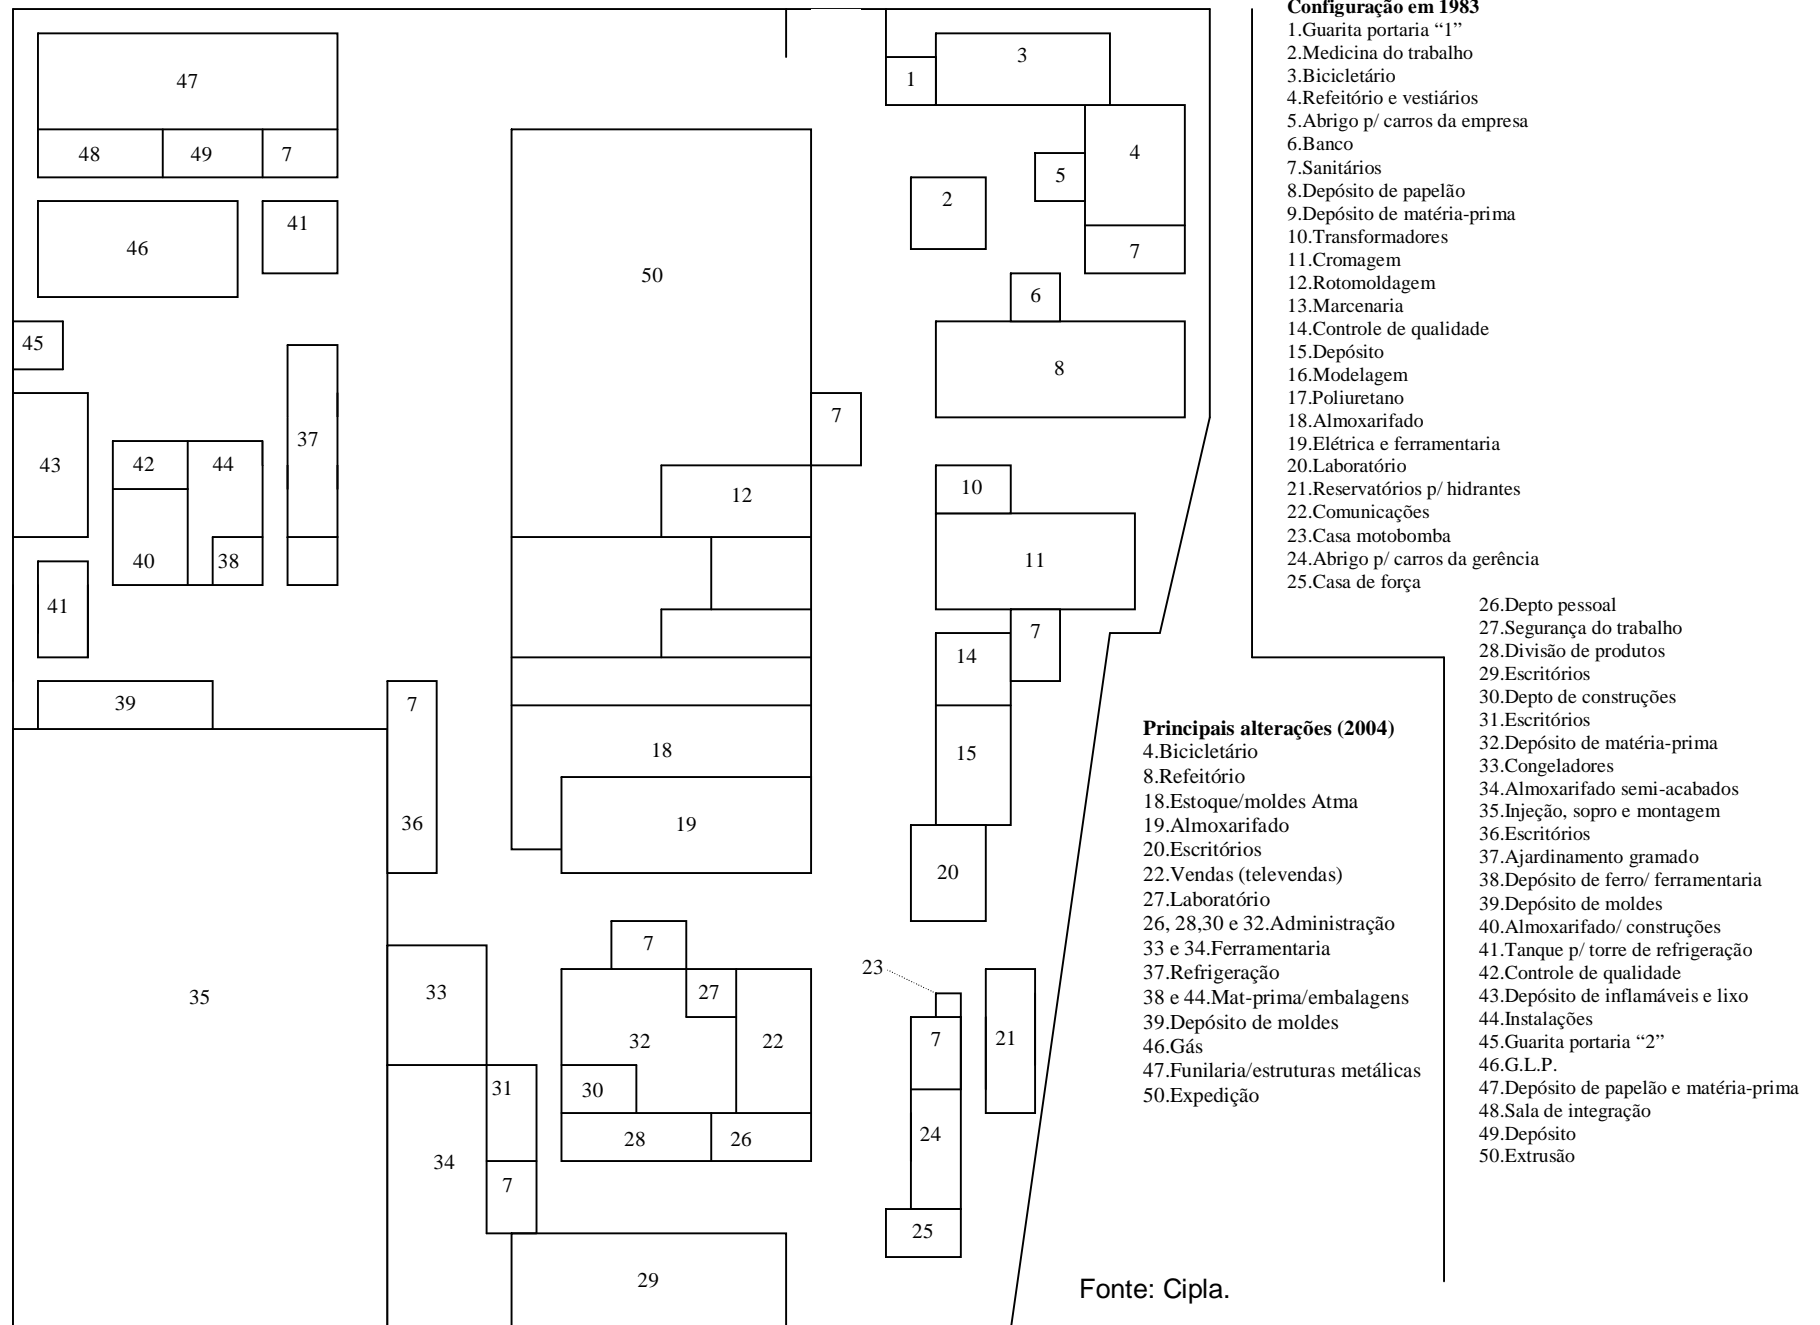 Configuração em 1983
1.Guarita portaria “1”
2.Medicina do trabalho
3.Bicicletário
4.Refeitório e vestiários
5.Abrigo p/ carros da empresa
6.Banco
7.Sanitários
8.Depósito de papelão
9.Depósito de matéria-prima
10.Transformadores
11.Cromagem
12.Rotomoldagem
13.Marcenaria
14.Controle de qualidade
15.Depósito
16.Modelagem
17.Poliuretano
18.Almoxarifado
19.Elétrica e ferramentaria
20.Laboratório
21.Reservatórios p/ hidrantes
22.Comunicações
23.Casa motobomba
24.Abrigo p/ carros da gerência
25.Casa de força
26.Depto pessoal
27.Segurança do trabalho
28.Divisão de produtos
29.Escritórios
30.Depto de construções
31.Escritórios
32.Depósito de matéria-prima
33.Congeladores
34.Almoxarifado semi-acabados
35.Injeção, sopro e montagem
36.Escritórios
37.Ajardinamento gramado
38.Depósito de ferro/ ferramentaria
39.Depósito de moldes
40.Almoxarifado/ construções
41.Tanque p/ torre de refrigeração
42.Controle de qualidade
43.Depósito de inflamáveis e lixo
44.Instalações
45.Guarita portaria “2”
46.G.L.P.
47.Depósito de papelão e matéria-prima
48.Sala de integração
49.Depósito
50.Extrusão
Principais alterações (2004)
4.Bicicletário
8.Refeitório
18.Estoque/moldes Atma
19.Almoxarifado
20.Escritórios
22.Vendas (televendas)
27.Laboratório
26, 28,30 e 32.Administração
33 e 34.Ferramentaria
37.Refrigeração
38 e 44.Mat-prima/embalagens
39.Depósito de moldes
46.Gás
47.Funilaria/estruturas metálicas
50.Expedição
47
48
49
7
46
41
45
43
42
44
40
38
37
41
39
7
36
35
33
34
31
7
29
50
7
12
18
19
7
27
32
22
30
28
26
1
3
4
5
2
7
6
8
10
11
7
14
15
20
23
7
21
24
25
Fonte: Cipla.